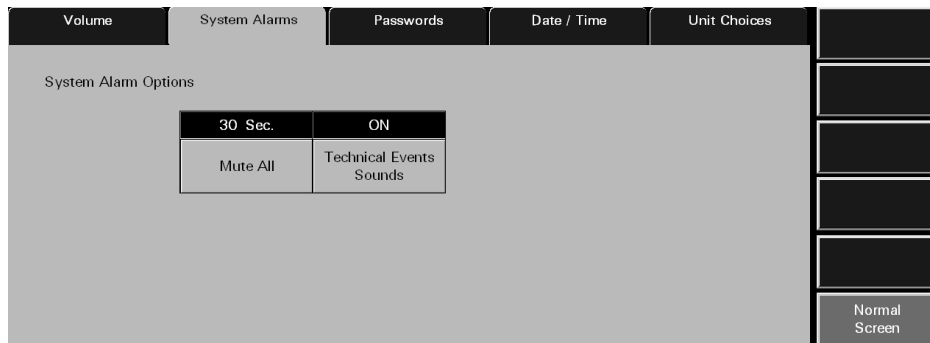 Volume
System Alarms
Passwords
Date / Time
Unit Choices
System Alarm Options
30 Sec.
ON
Mute All
Technical Events
Sounds
Normal
Screen